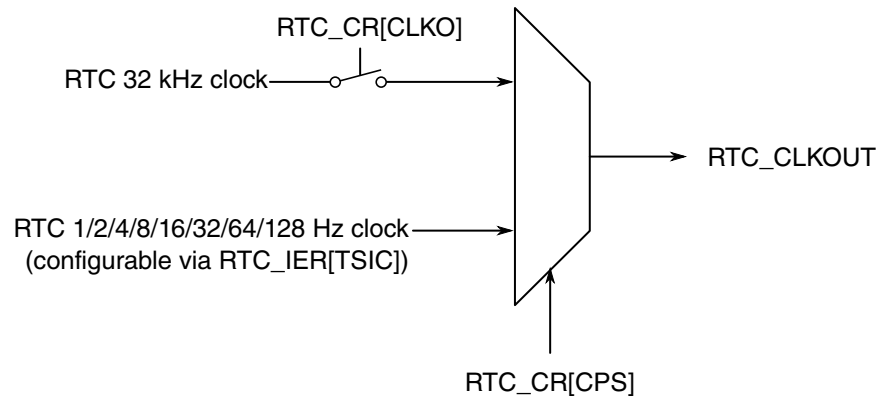 RTC_CR[CLKO]
RTC 32 kHz clock
RTC_CLKOUT
RTC 1/2/4/8/16/32/64/128 Hz clock
(configurable via RTC_IER[TSIC])
RTC_CR[CPS]